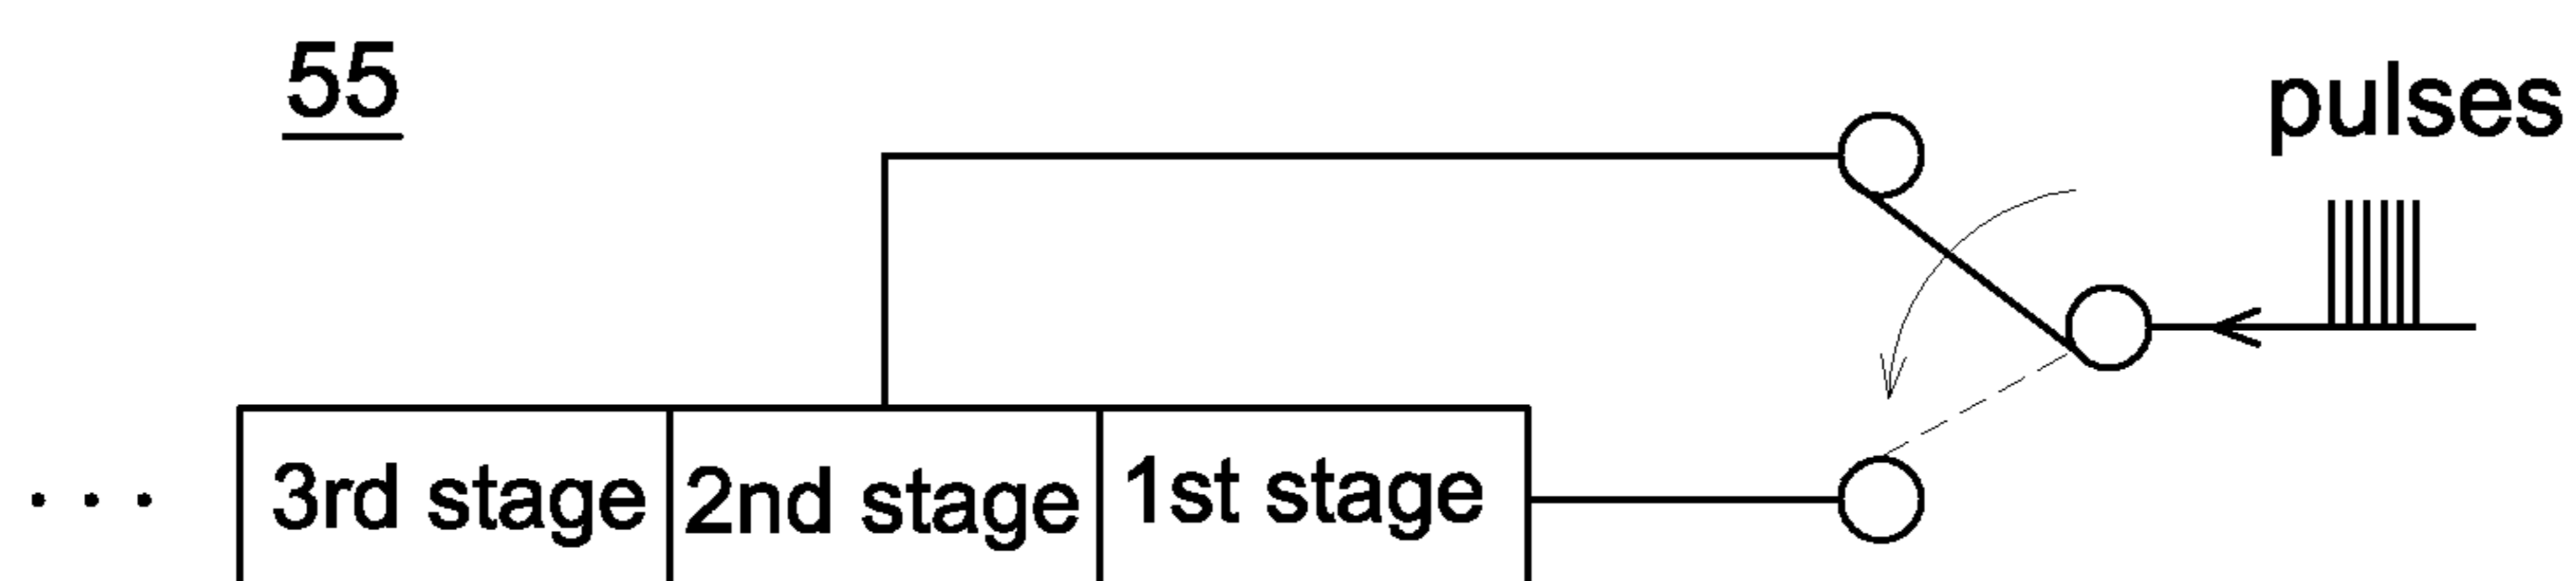 55
pulses
. . . 3rd stage 2nd stage 1st stage